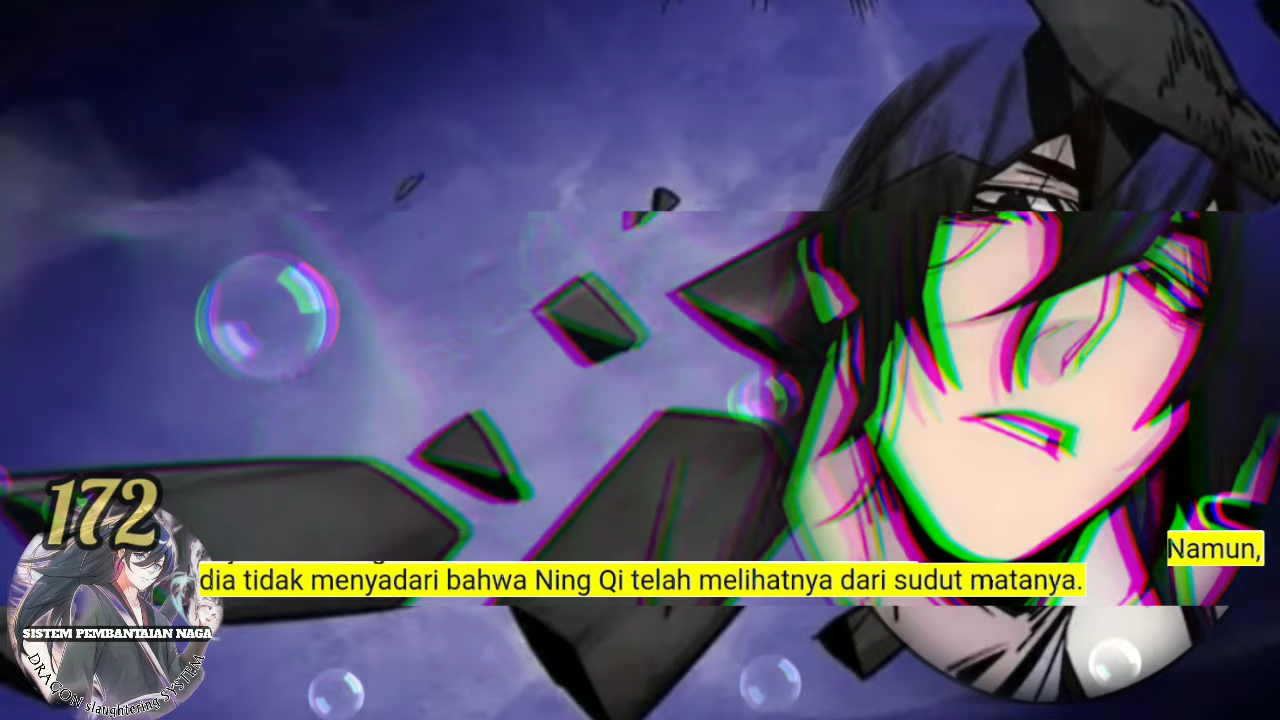 172
SISTEM PEMBANTAIAN NAGA
DRAGON slaughtering SYSTEM
Namun,
dia tidak menyadari bahwa Ning Qi telah melihatnya dari sudut matanya.